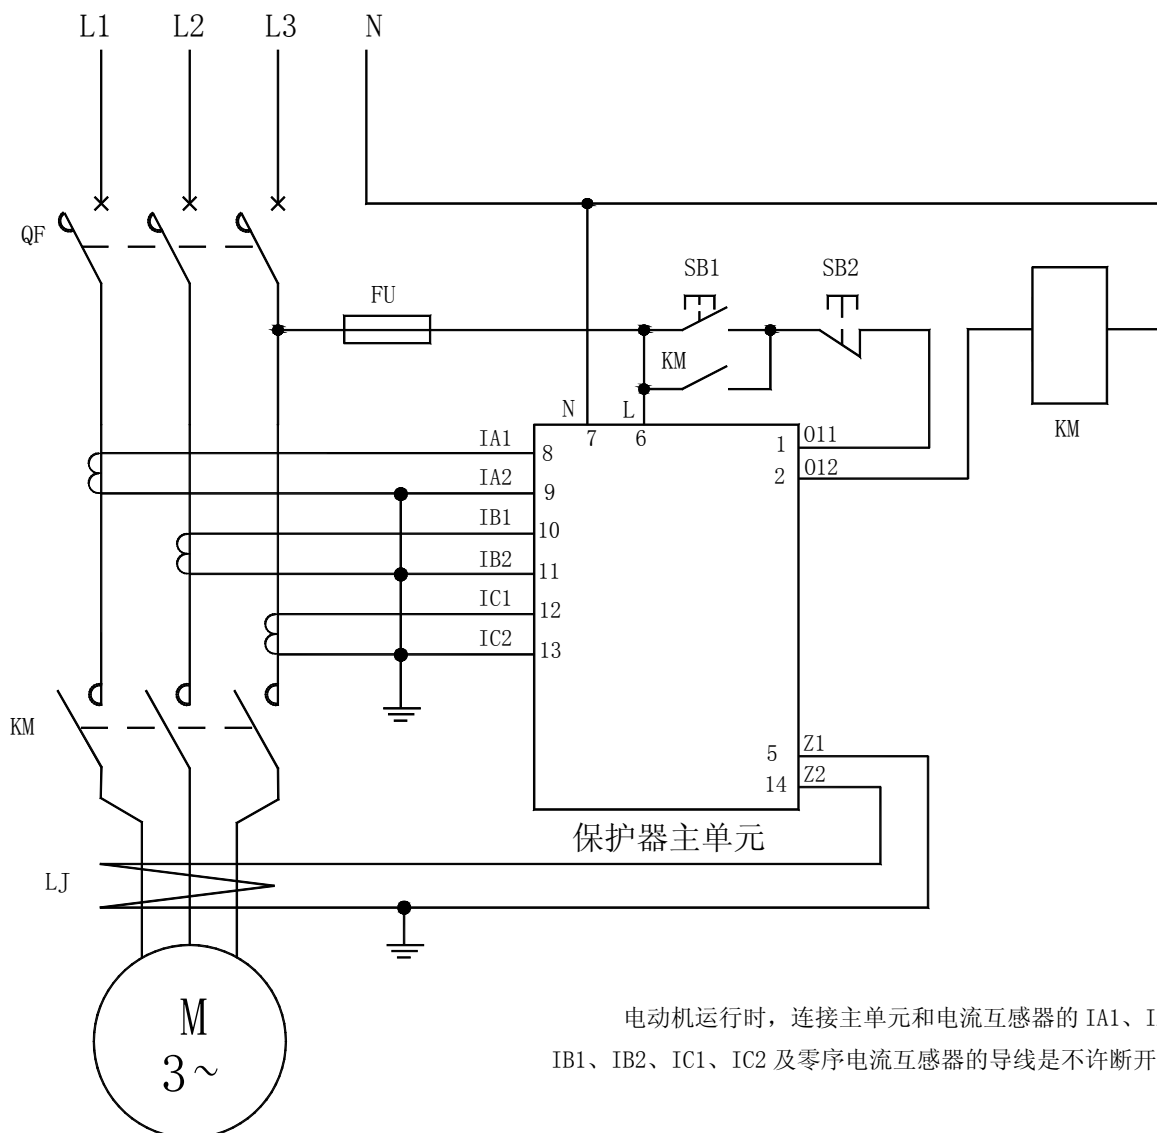 L1 L2 L3 N
QF
SB1 SB2
FU
KM
N L
7 6
KM
IA1 8
1 O11
IA2 9
2 O12
IB1 10
IB2 11
IC1 12
IC2 13
KM
5 Z1
14 Z2
保护器主单元
LJ
M
3~
电动机运行时，连接主单元和电流互感器的 IA1、
IB1、IB2、IC1、IC2 及零序电流互感器的导线是不许断开